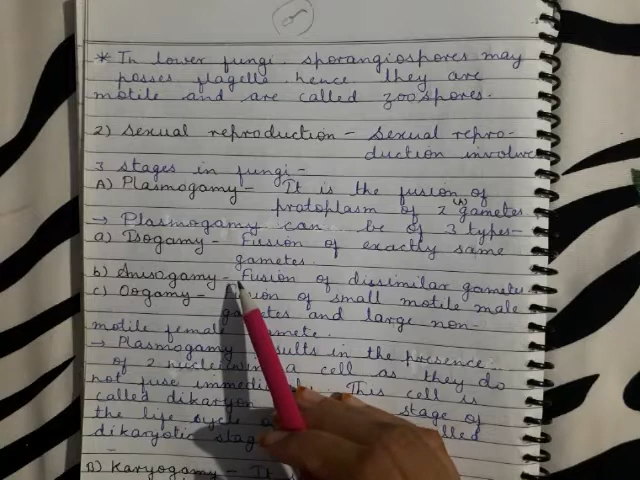 * In lower fungi sporangiospores may
posses flagella hence they are
motile and are called zoospores.
2) Sexual reproduction - Sexual repro-
duction involve
3 stages in fungi -
A) Plasmogamy - It is the fusion of
protoplasm of 2 gametes
→ Plasmogamy can be of 3 types -
a) Isogamy - Fusion of exactly same
gametes
b) Anisogamy - Fusion of dissimilar gamete
c) Oogamy - of small motile male
gametes and large non-
motile female
→ Plasmogamy in the presence
of 2 nuclei in a cell as they do
not fuse This cell is
called dikaryon stage of
the life cycle
dikaryotic
B) Karyogamy - It